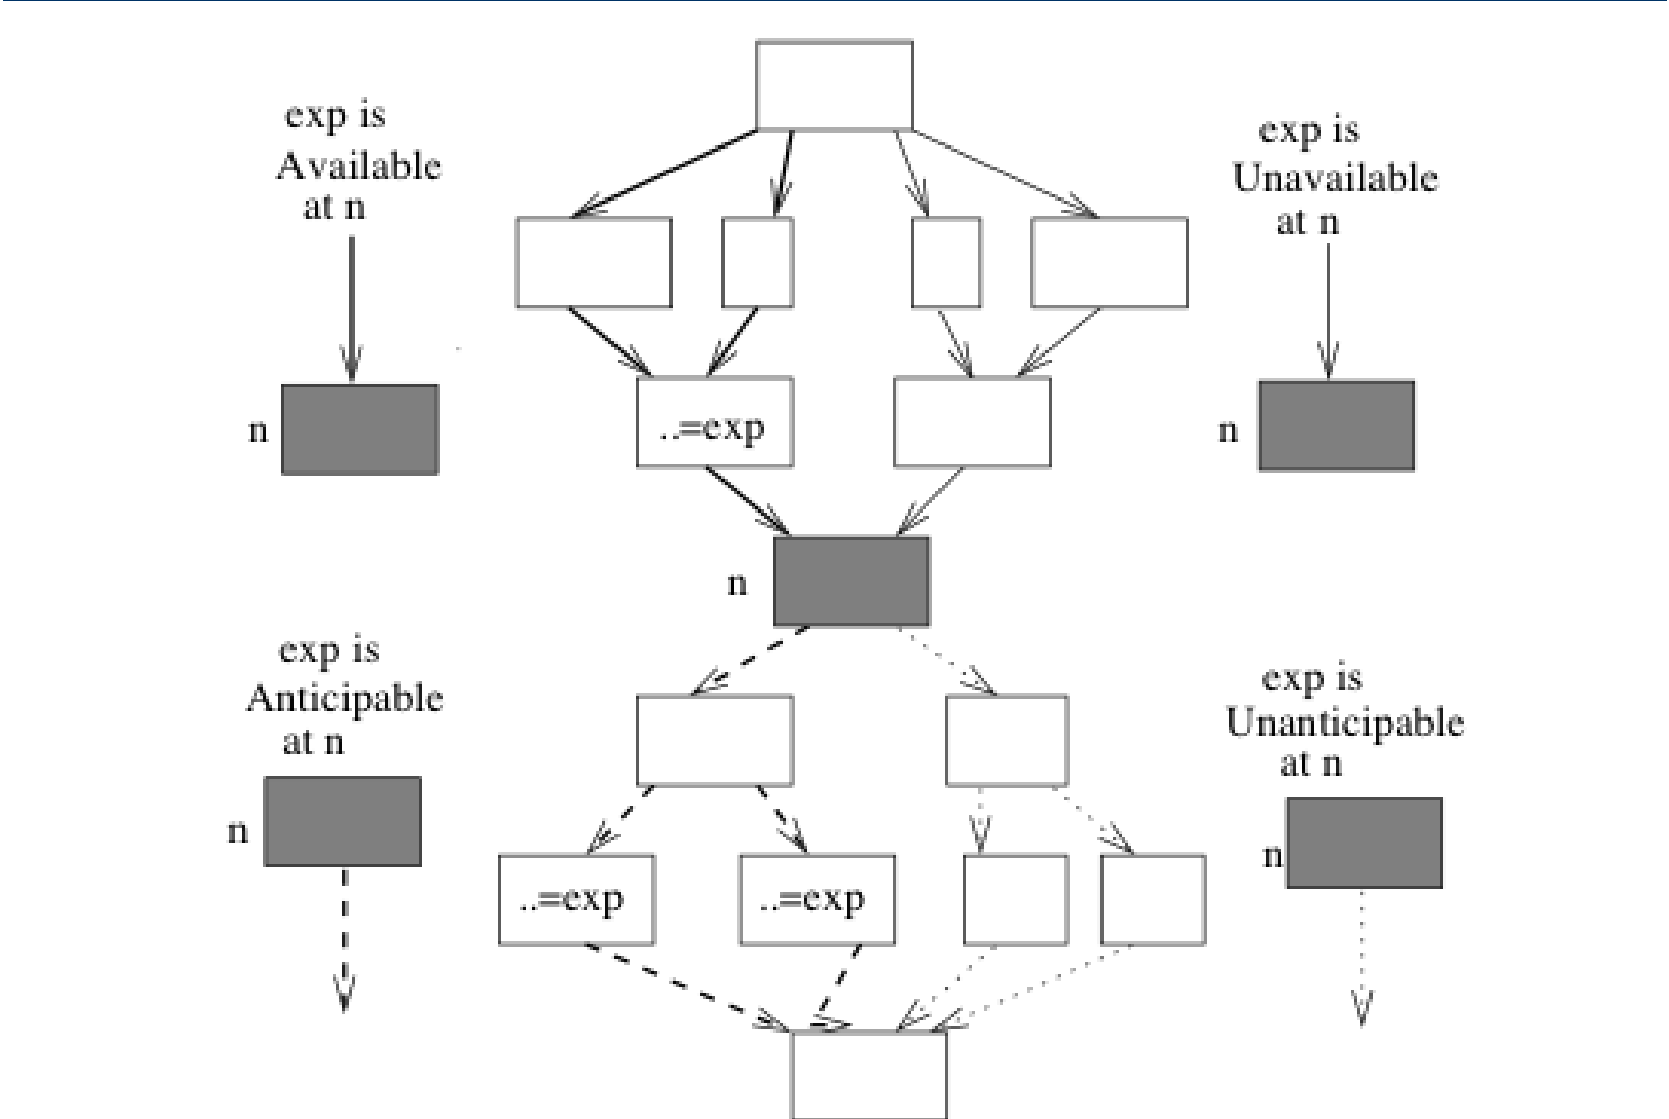 exp is
Available
at n
n
exp is
Unavailable
at n
n
..=exp
n
exp is
Anticipable
at n
n
exp is
Unanticipable
at n
n
..=exp
..=exp